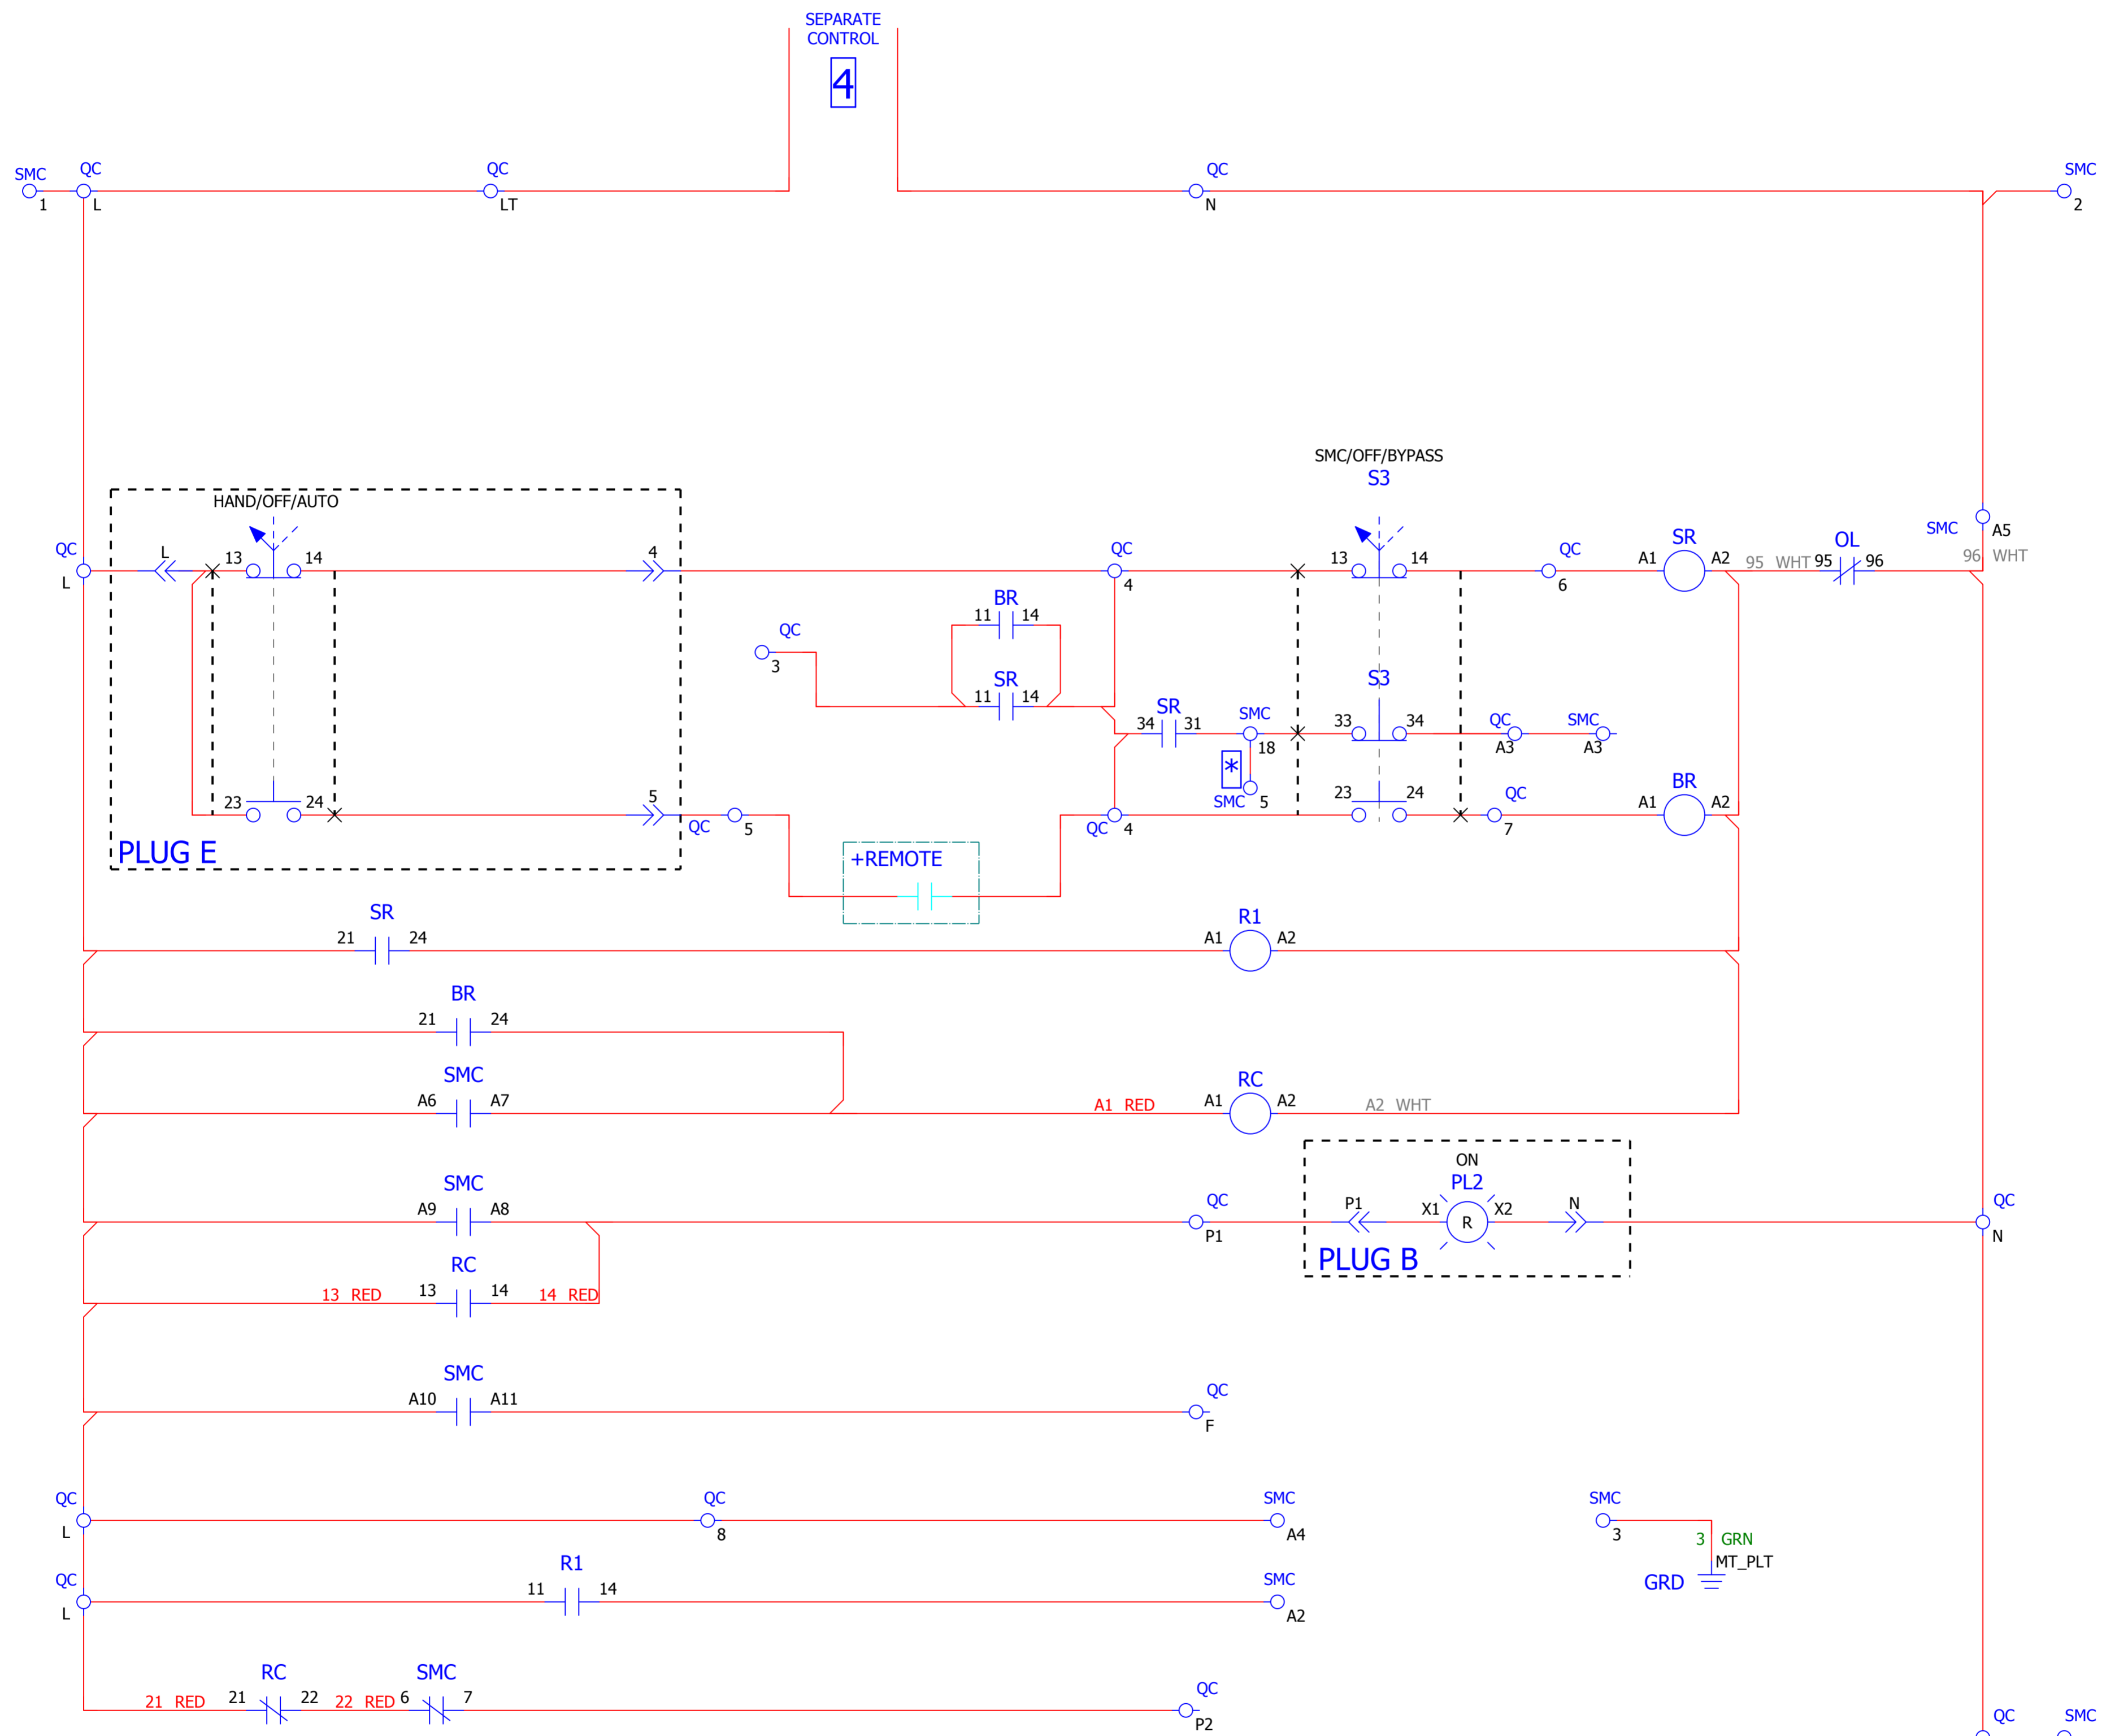 SEPARATE
CONTROL
4
SMC
1
QC
L
QC
LT
QC
N
SMC
2
SMC/OFF/BYPASS
S3
HAND/OFF/AUTO
QC
L
L
13
14
4
QC
4
13
14
QC
6
SR
A1
A2
95 WHT
OL
95
96
SMC
A5
96 WHT
BR
11
14
QC
3
SR
11
14
SR
34
31
SMC
18
S3
33
34
QC
A3
SMC
A3
*
SMC 5
23
24
5
QC
5
QC
4
23
24
QC
7
BR
A1
A2
PLUG E
+REMOTE
SR
21
24
R1
A1
A2
BR
21
24
SMC
A6
A7
A1 RED
RC
A1
A2
A2 WHT
SMC
A9
A8
QC
P1
ON
PL2
P1
X1
R
X2
N
PLUG B
QC
N
RC
13 RED
13
14
14 RED
SMC
A10
A11
QC
F
QC
L
QC
8
SMC
A4
SMC
3
3 GRN
MT_PLT
GRD
QC
L
R1
11
14
SMC
A2
RC
21 RED
21
22
22 RED
SMC
6
7
QC
P2
QC
SMC